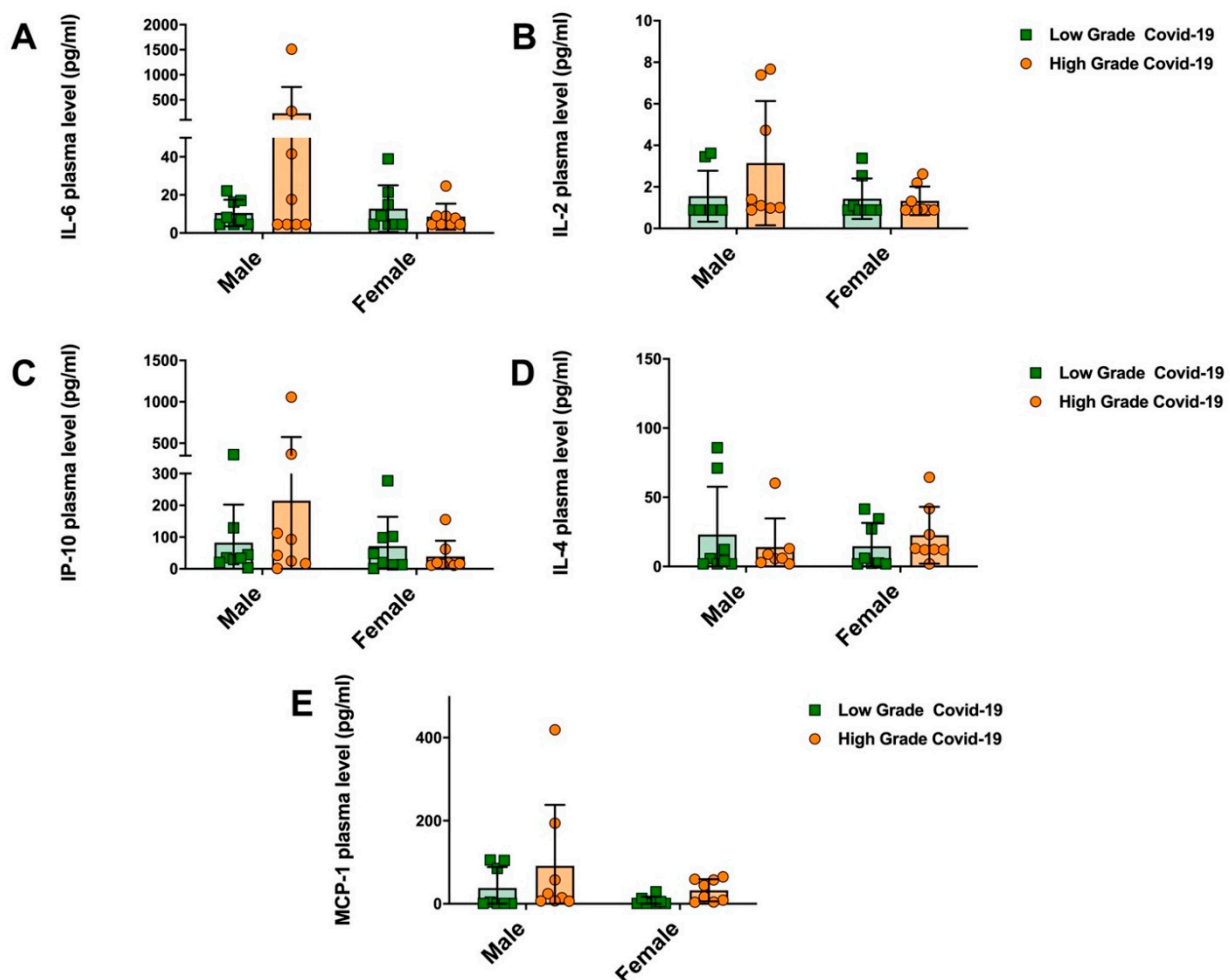 A
IL-6 plasma level (pg/ml)
2000
1500
1000
500
40
20
0
Male
Female
B
IL-2 plasma level (pg/ml)
10
8
6
4
2
0
Male
Female
Low Grade Covid-19
High Grade Covid-19
C
IP-10 plasma level (pg/ml)
1500
1000
500
300
200
100
0
Male
Female
D
IL-4 plasma level (pg/ml)
150
100
50
0
Male
Female
Low Grade Covid-19
High Grade Covid-19
E
MCP-1 plasma level (pg/ml)
400
200
0
Male
Female
Low Grade Covid-19
High Grade Covid-19